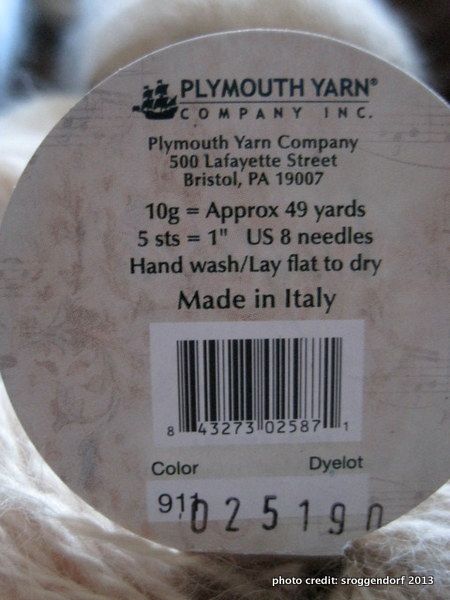 PLYMOUTH YARN®
COMPANY INC.
Plymouth Yarn Company
500 Lafayette Street
Bristol, PA 19007
10g = Approx 49 yards
5 sts = 1" US 8 needles
Hand wash/Lay flat to dry
Made in Italy
8 43273 02587 1
Color Dyelot
911 025190
photo credit: sroggendorf 2013